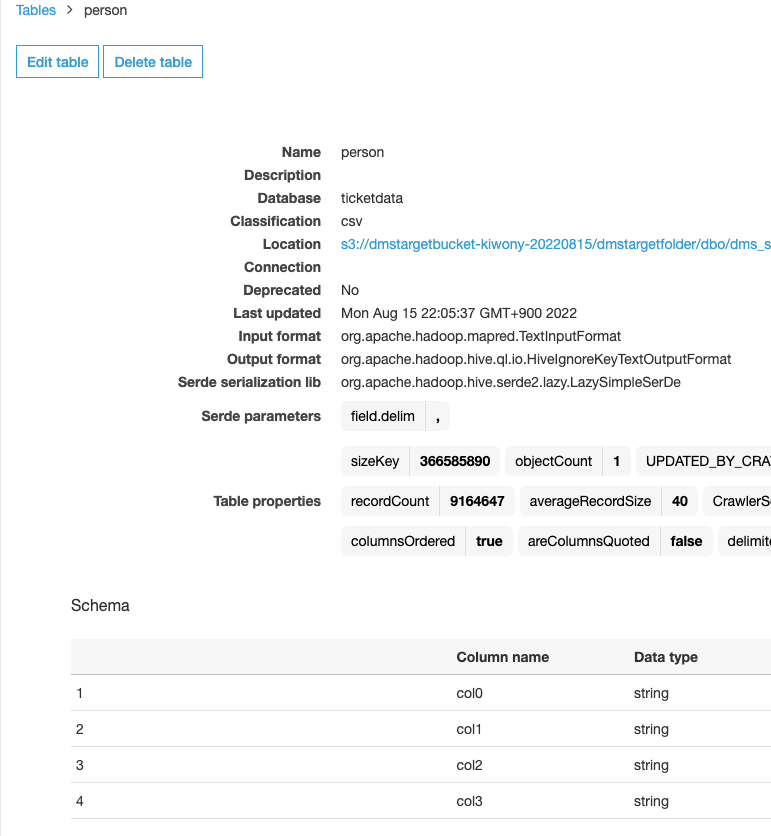 Tables > person
Edit table Delete table
Name person
Description
Database ticketdata
Classification csv
Location s3://dmstargetbucket-kiwony-20220815/dmstargetfolder/dbo/dms_s
Connection
Deprecated No
Last updated Mon Aug 15 22:05:37 GMT+900 2022
Input format org.apache.hadoop.mapred.TextInputFormat
Output format org.apache.hadoop.hive.ql.io.HiveIgnoreKeyTextOutputFormat
Serde serialization lib org.apache.hadoop.hive.serde2.lazy.LazySimpleSerDe
Serde parameters field.delim ,
sizeKey 366585890 objectCount 1 UPDATED_BY_CRA
Table properties recordCount 9164647 averageRecordSize 40 CrawlerS
columnsOrdered true areColumnsQuoted false delimite
Schema
Column name Data type
1 col0 string
2 col1 string
3 col2 string
4 col3 string